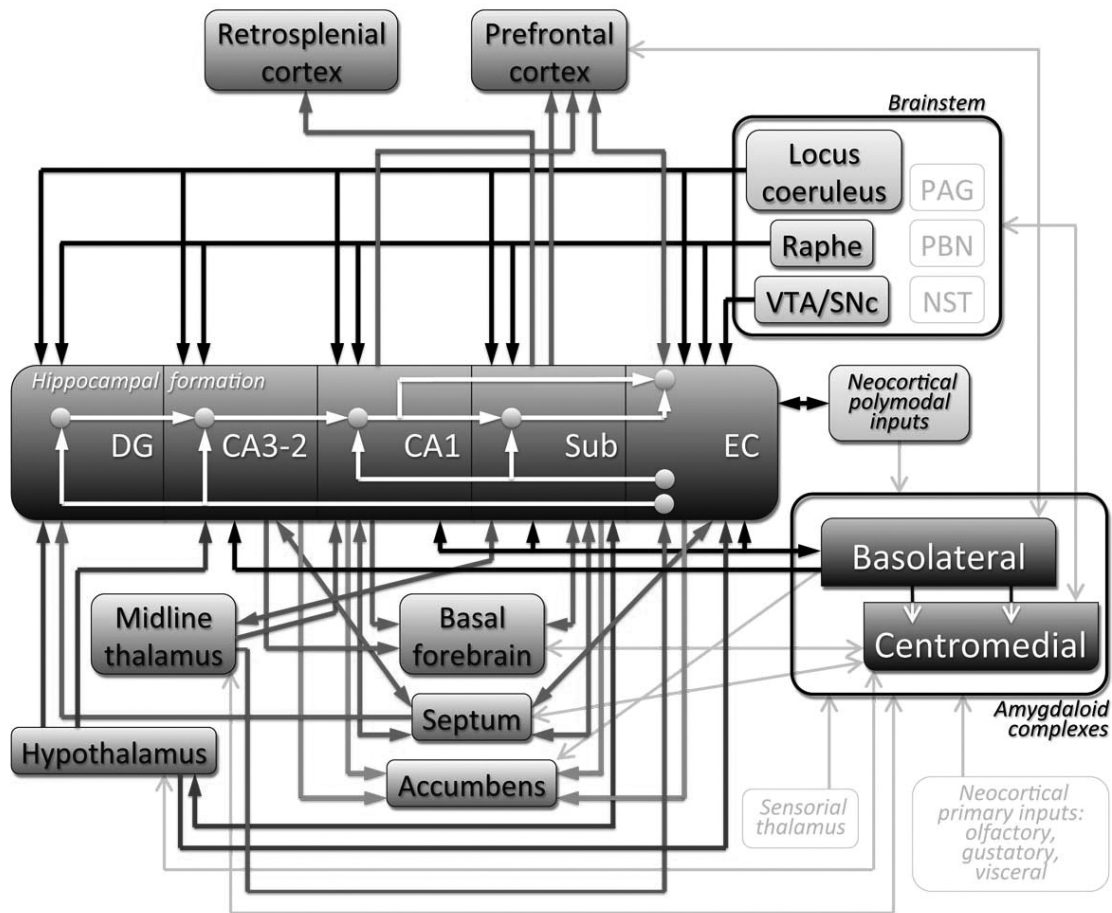 Retrosplenial
cortex
Prefrontal
cortex
Brainstem
Locus
coeruleus
PAG
Raphe
PBN
VTA/SNc
NST
Hippocampal formation
DG
CA3-2
CA1
Sub
EC
Neocortical
polymodal
inputs
Basolateral
Centromedial
Amygdaloid
complexes
Midline
thalamus
Basal
forebrain
Septum
Hypothalamus
Accumbens
Sensorial
thalamus
Neocortical
primary inputs:
olfactory,
gustatory,
visceral